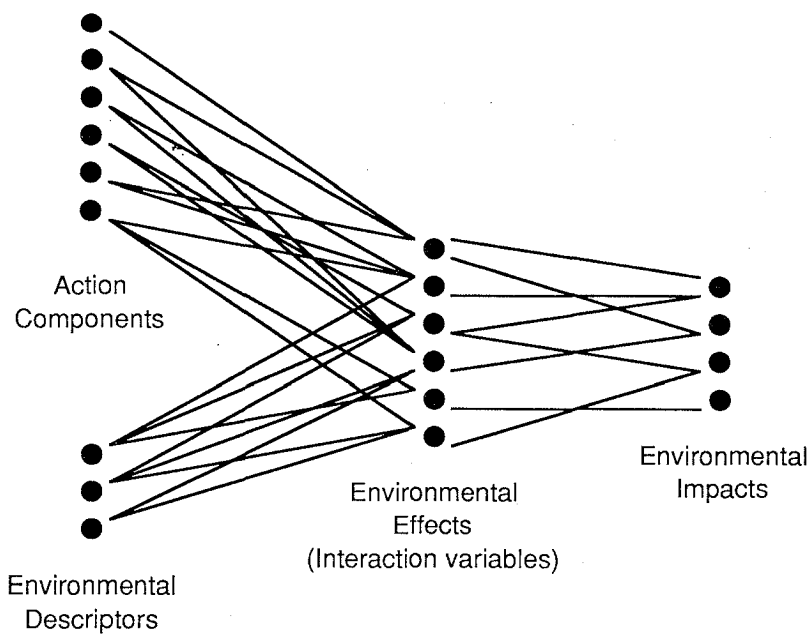 Action
Components
Environmental
Effects
(Interaction variables)
Environmental
Impacts
Environmental
Descriptors